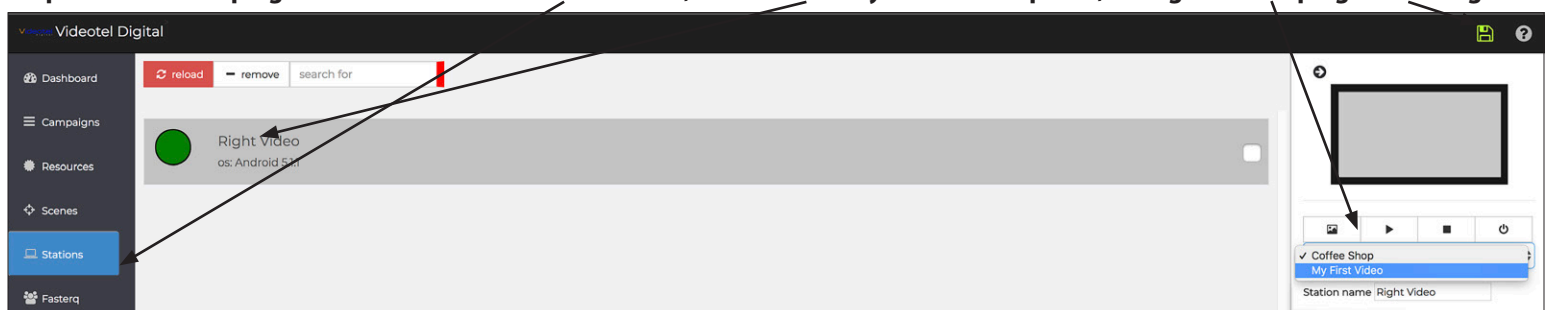 Videotel Digital
Dashboard
reload
remove
search for
Campaigns
Right Video
os: Android 5.1.1
Resources
Scenes
Stations
✓ Coffee Shop
My First Video
Station name Right Video
Fasterq